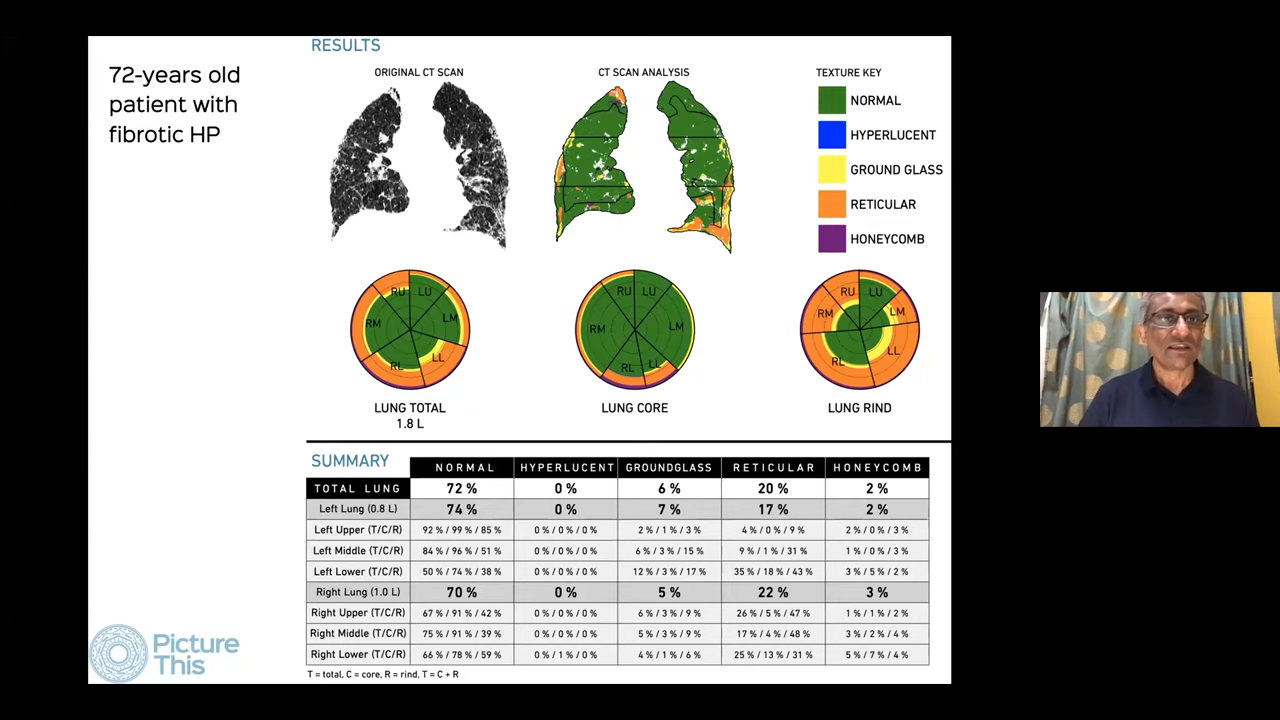 72-years old
patient with
fibrotic HP
RESULTS
ORIGINAL CT SCAN
CT SCAN ANALYSIS
TEXTURE KEY
NORMAL
HYPERLUCENT
GROUND GLASS
RETICULAR
HONEYCOMB
RU LU
RM LM
RL LL
LUNG TOTAL
1.8 L
RU LU
RM LM
RL LL
LUNG CORE
RU LU
RM LM
RL LL
LUNG RIND
SUMMARY
NORMAL HYPERLUCENT GROUNDGLASS RETICULAR HONEYCOMB
TOTAL LUNG 72 % 0 % 6 % 20 % 2 %
Left Lung (0.8 L) 74 % 0 % 7 % 17 % 2 %
Left Upper (T/C/R) 92 % / 99 % / 85 % 0 % / 0 % / 0 % 2 % / 1 % / 3 % 4 % / 0 % / 9 % 2 % / 0 % / 3 %
Left Middle (T/C/R) 84 % / 96 % / 51 % 0 % / 0 % / 0 % 6 % / 3 % / 15 % 9 % / 1 % / 31 % 1 % / 0 % / 3 %
Left Lower (T/C/R) 50 % / 74 % / 38 % 0 % / 0 % / 0 % 12 % / 3 % / 17 % 35 % / 18 % / 43 % 3 % / 5 % / 2 %
Right Lung (1.0 L) 70 % 0 % 5 % 22 % 3 %
Right Upper (T/C/R) 67 % / 91 % / 42 % 0 % / 0 % / 0 % 6 % / 3 % / 9 % 26 % / 5 % / 47 % 1 % / 1 % / 2 %
Right Middle (T/C/R) 75 % / 91 % / 39 % 0 % / 0 % / 0 % 5 % / 3 % / 9 % 17 % / 4 % / 48 % 3 % / 2 % / 4 %
Right Lower (T/C/R) 66 % / 78 % / 59 % 0 % / 1 % / 0 % 4 % / 1 % / 6 % 25 % / 13 % / 31 % 5 % / 7 % / 4 %
T = total, C = core, R = rind, T = C + R
Picture
This